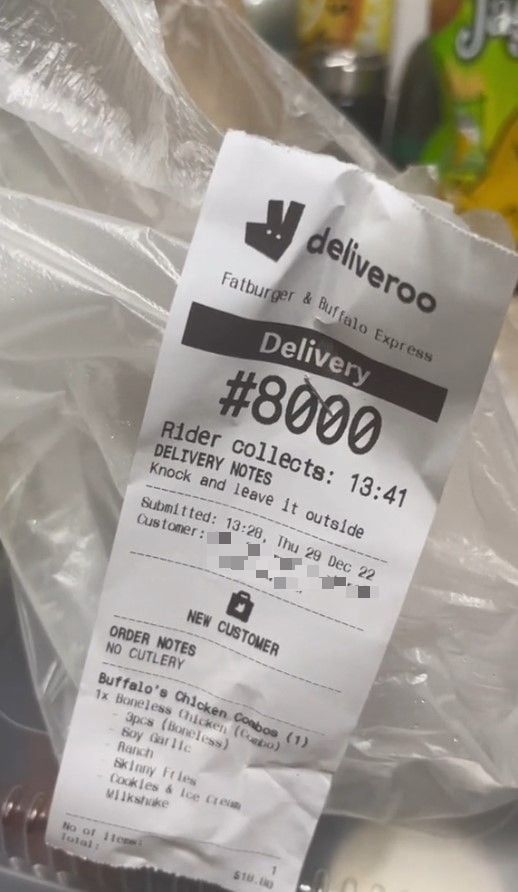 deliveroo
Fatburger & Buffalo Express
Delivery
#8000
Rider collects: 13:41
DELIVERY NOTES
Knock and leave it outside
Submitted: 13:28, Thu 29 Dec 22
Customer:
NEW CUSTOMER
ORDER NOTES
NO CUTLERY
Buffalo's Chicken Combos (1)
1x Boneless Chicken (Combo)
- 3pcs (Boneless)
- Soy Garlic
- Ranch
- Skinny Fries
- Cookies & Ice Cream
Milkshake
No of items: 1
Total: